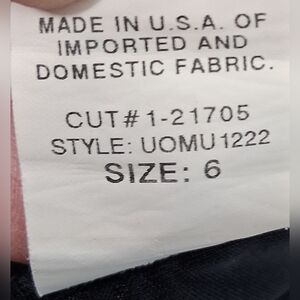 MADE IN U.S.A. OF
IMPORTED AND
DOMESTIC FABRIC.
CUT# 1-21705
STYLE: UOMU1222
SIZE: 6